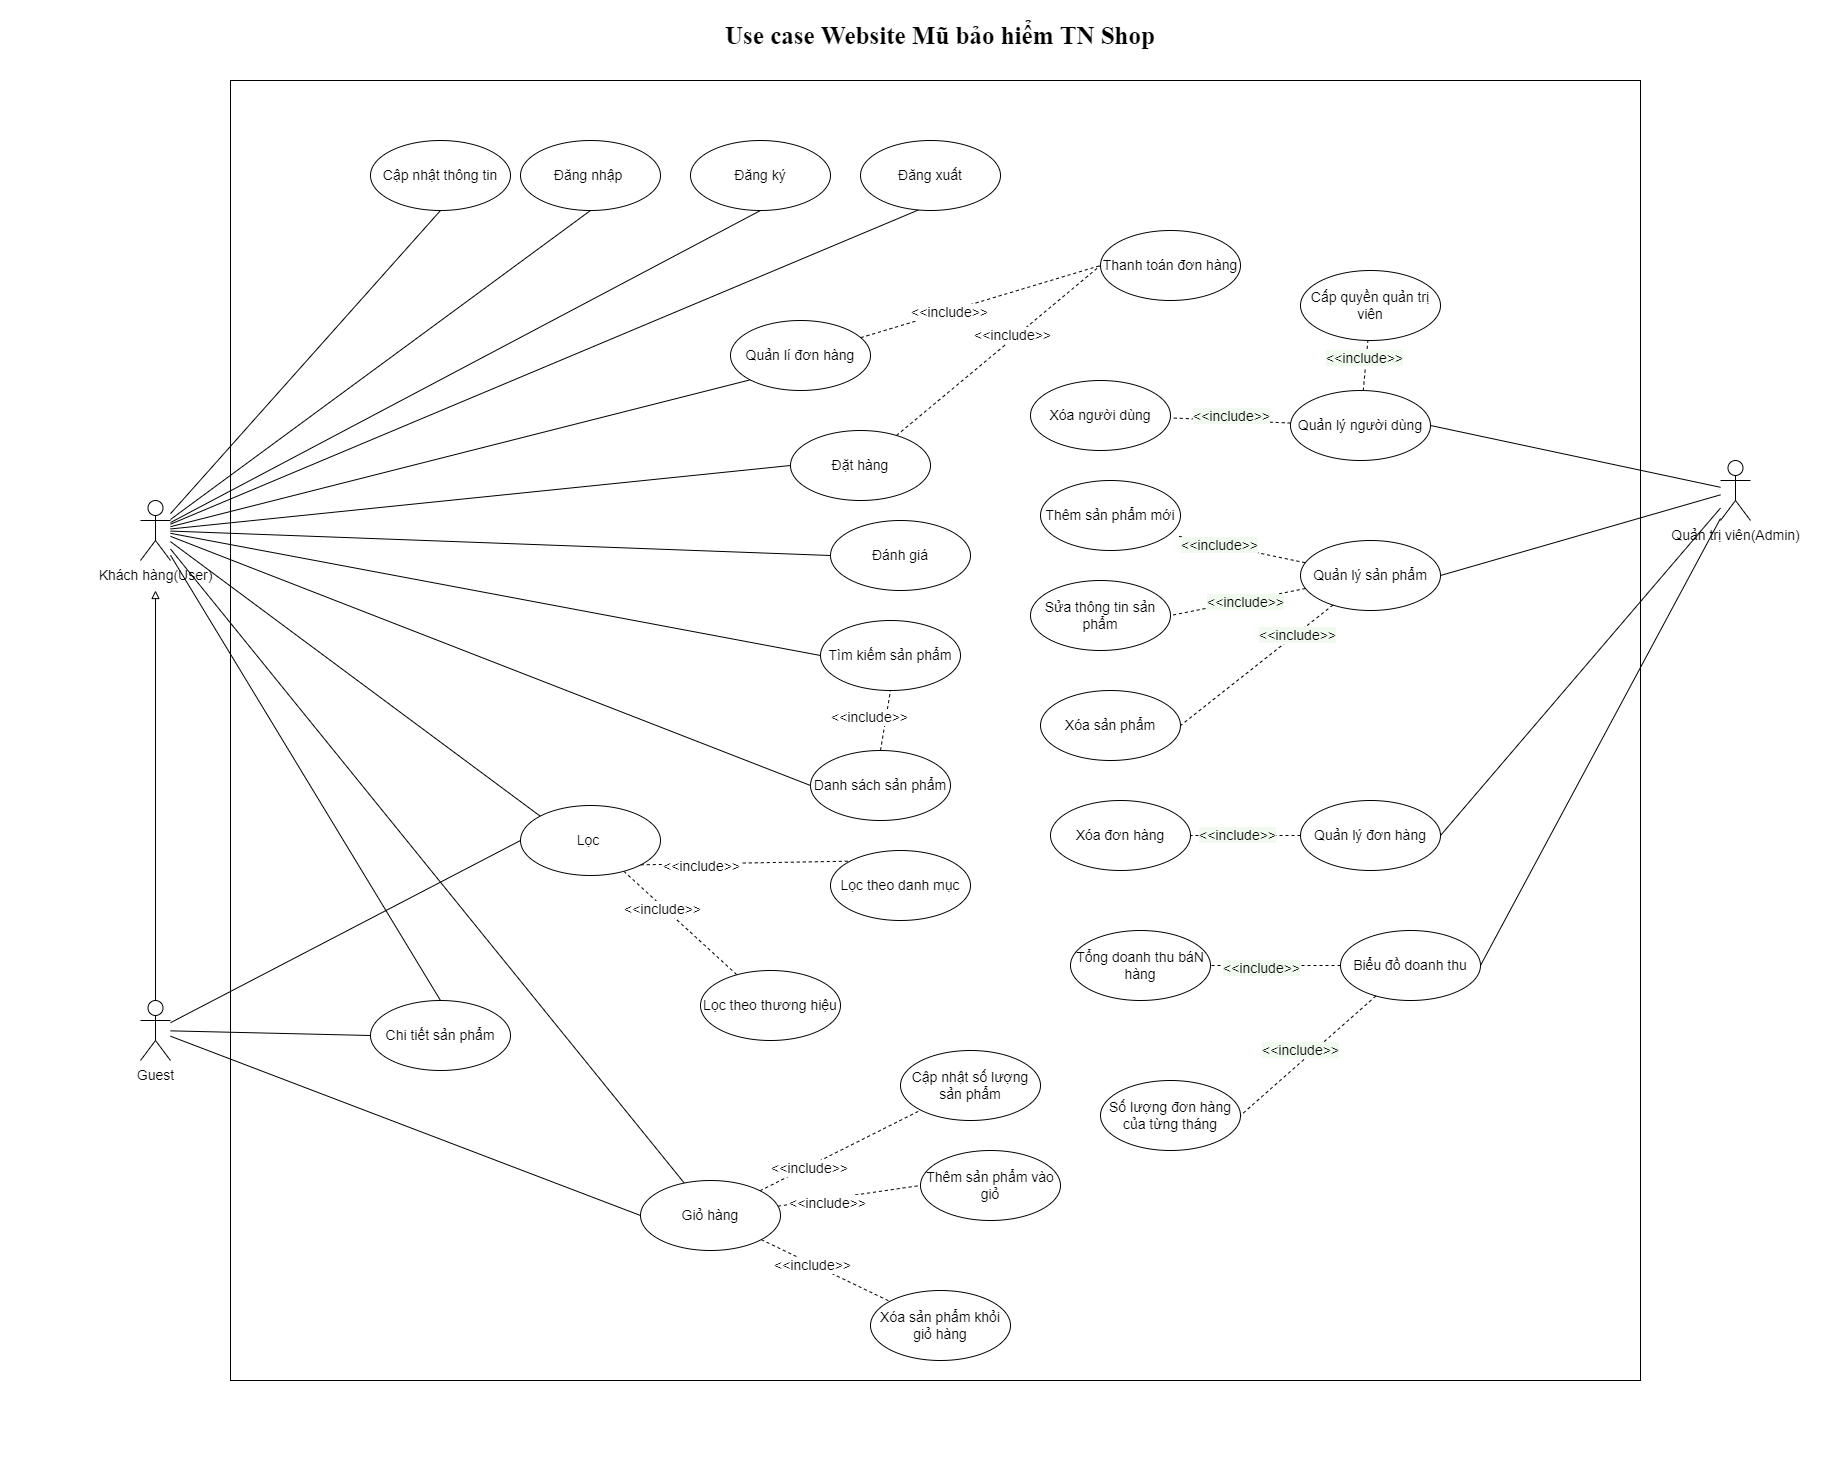 Use case Website Mũ bảo hiểm TN Shop
Cập nhật thông tin
Đăng nhập
Đăng ký
Đăng xuất
Thanh toán đơn hàng
<<include>>
<<include>>
Quản lí đơn hàng
Cấp quyền quản trị
viên
<<include>>
Xóa người dùng
<<include>>
Quản lý người dùng
Đặt hàng
Khách hàng(User)
Quản trị viên(Admin)
Thêm sản phẩm mới
<<include>>
Đánh giá
Quản lý sản phẩm
Sửa thông tin sản
phẩm
<<include>>
<<include>>
Tìm kiếm sản phẩm
<<include>>
Xóa sản phẩm
Danh sách sản phẩm
Lọc
<<include>>
Lọc theo danh mục
<<include>>
Xóa đơn hàng
<<include>>
Quản lý đơn hàng
Lọc theo thương hiệu
Tổng doanh thu báN
hàng
<<include>>
Biểu đồ doanh thu
<<include>>
Số lượng đơn hàng
của từng tháng
Chi tiết sản phẩm
Guest
Cập nhật số lượng
sản phẩm
<<include>>
Thêm sản phẩm vào
giỏ
<<include>>
Giỏ hàng
<<include>>
Xóa sản phẩm khỏi
giỏ hàng